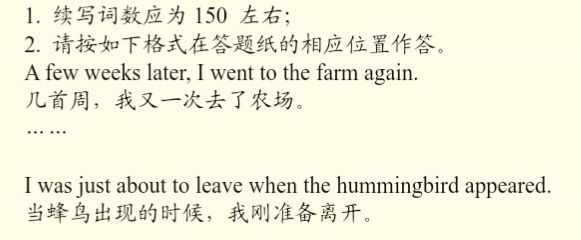 1. 续写词数应为 150 左右；
2. 请按如下格式在答题纸的相应位置作答。
A few weeks later, I went to the farm again.
几首周，我又一次去了农场。
… …
I was just about to leave when the hummingbird appeared.
当蜂鸟出现的时候，我刚准备离开。